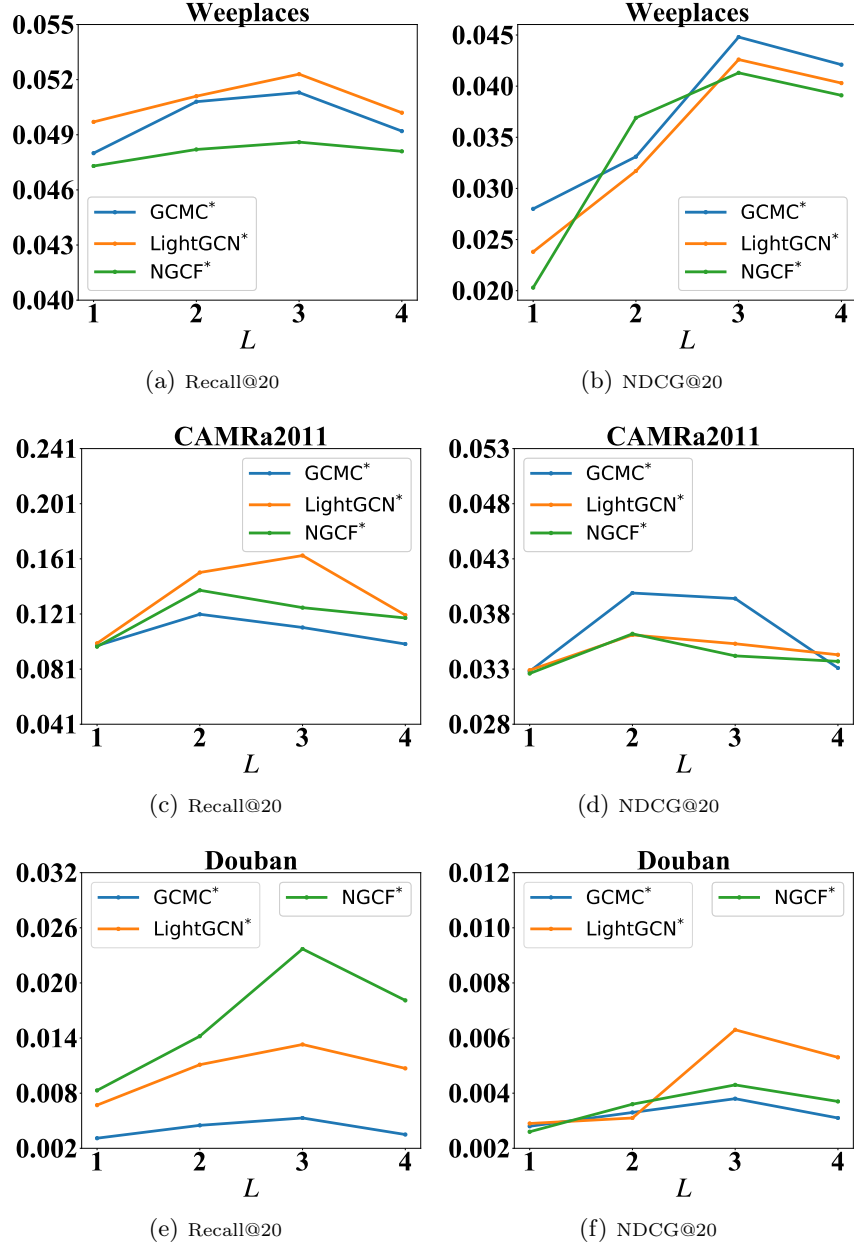 Weeplaces
0.055
0.052
0.049
0.046
0.043
0.040
GCMC*
LightGCN*
NGCF*
1 2 3 4
L
(a) Recall@20
Weeplaces
0.045
0.040
0.035
0.030
0.025
0.020
GCMC*
LightGCN*
NGCF*
1 2 3 4
L
(b) NDCG@20
CAMRa2011
0.241
0.201
0.161
0.121
0.081
0.041
GCMC*
LightGCN*
NGCF*
1 2 3 4
L
(c) Recall@20
CAMRa2011
0.053
0.048
0.043
0.038
0.033
0.028
GCMC*
LightGCN*
NGCF*
1 2 3 4
L
(d) NDCG@20
Douban
0.032
0.026
0.020
0.014
0.008
0.002
GCMC*
LightGCN*
NGCF*
1 2 3 4
L
(e) Recall@20
Douban
0.012
0.010
0.008
0.006
0.004
0.002
GCMC*
LightGCN*
NGCF*
1 2 3 4
L
(f) NDCG@20